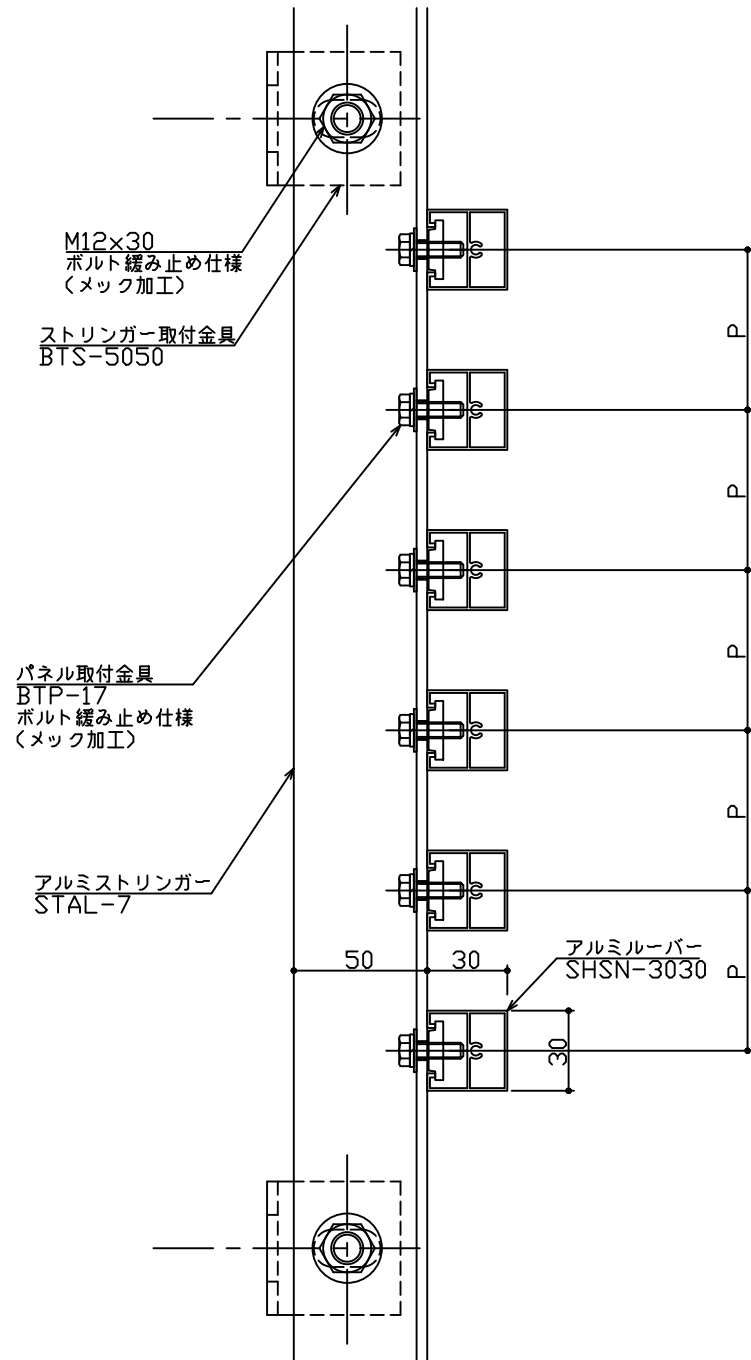 M12×30
ボルト緩み止め仕様
(メック加工)
ストリンガー取付金具
BTS-5050
P
P
パネル取付金具
BTP-17
ボルト緩み止め仕様
(メック加工)
P
P
アルミストリンガー
STAL-7
50
30
アルミルーバー
SHSN-3030
P
30